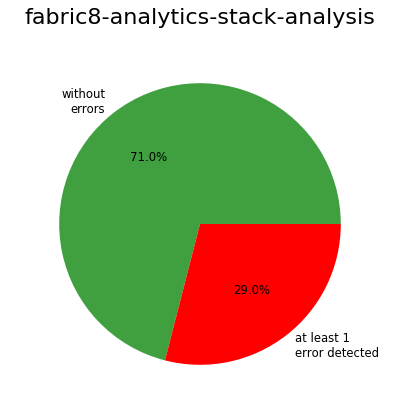 fabric8-analytics-stack-analysis
without
errors
71.0%
29.0%
at least 1
error detected